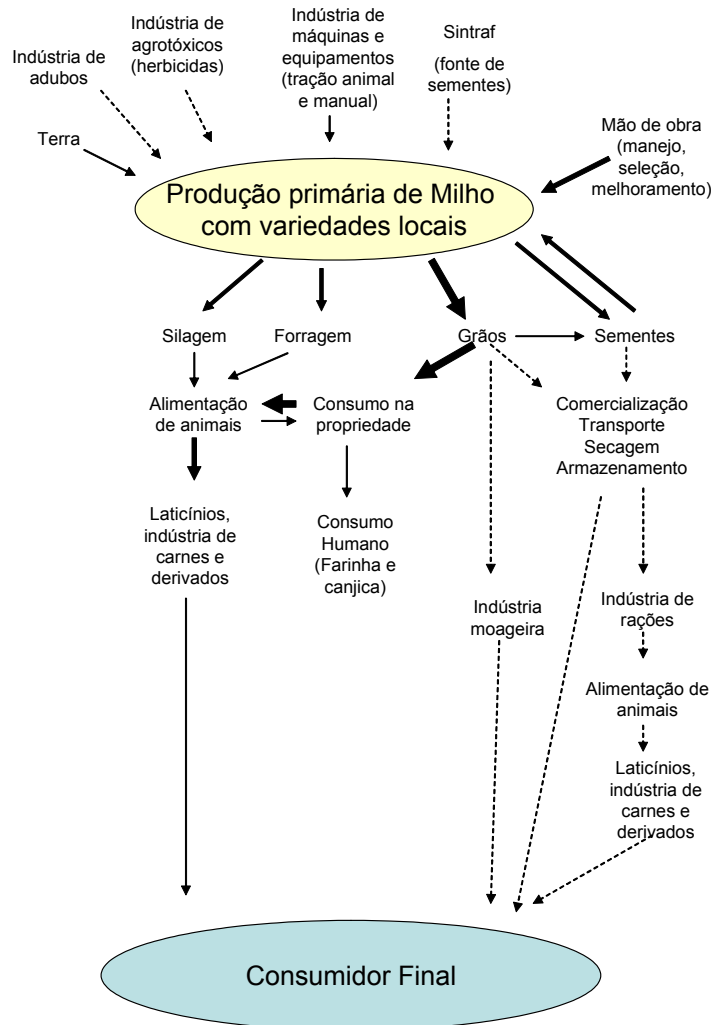 Indústria de
adubos
Indústria de
agrotóxicos
(herbicidas)
Indústria de
máquinas e
equipamentos
(tração animal
e manual)
Sintraf
(fonte de
sementes)
Terra
Mão de obra
(manejo,
seleção,
melhoramento)
Produção primária de Milho
com variedades locais
Silagem
Forragem
Grãos
Sementes
Alimentação
de animais
Consumo na
propriedade
Comercialização
Transporte
Secagem
Armazenamento
Laticínios,
indústria de
carnes e
derivados
Consumo
Humano
(Farinha e
canjica)
Indústria
moageira
Indústria de
rações
Alimentação de
animais
Laticínios,
indústria de
carnes e
derivados
Consumidor Final